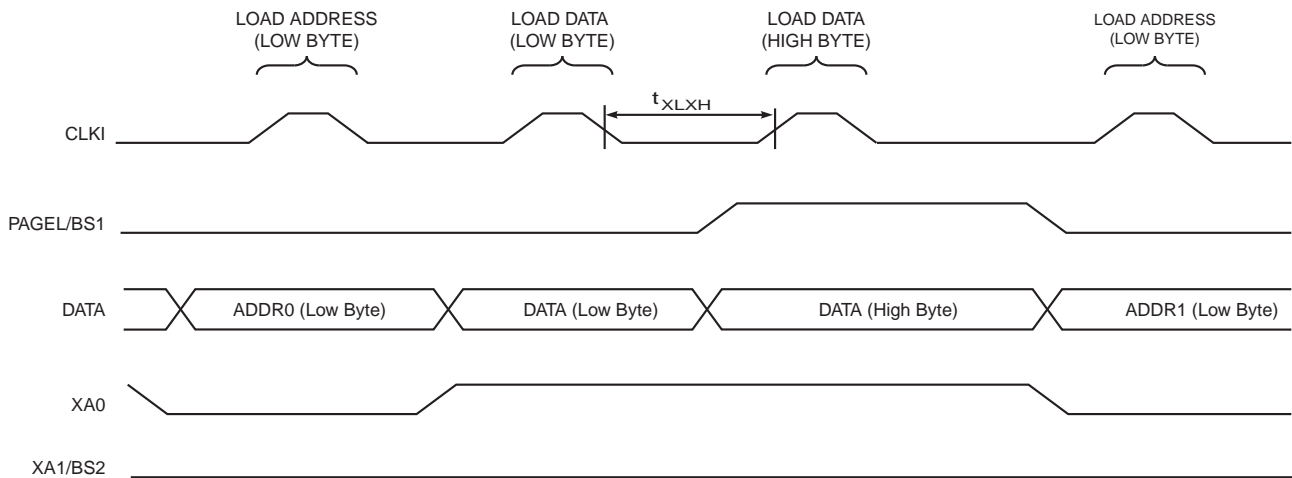 LOAD ADDRESS
(LOW BYTE)
LOAD DATA
(LOW BYTE)
LOAD DATA
(HIGH BYTE)
LOAD ADDRESS
(LOW BYTE)
tXLXH
CLKI
PAGEL/BS1
DATA
ADDR0 (Low Byte)
DATA (Low Byte)
DATA (High Byte)
ADDR1 (Low Byte)
XA0
XA1/BS2